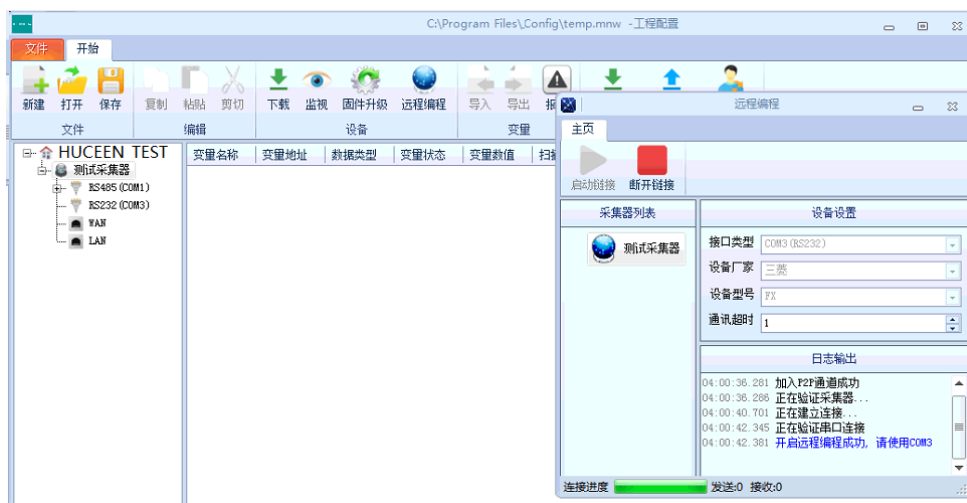 C:\Program Files\Config\temp.mnw -工程配置
文件 开始
新建 打开 保存 复制 粘贴 剪切 下载 监视 固件升级 远程编程 导入 导出
文件 编辑 设备 变量
HUCEEN TEST
测试采集器
RS485(COM1)
RS232(COM3)
WAN
LAN
变量名称 变量地址 数据类型 变量状态 变量数值
远程编程
主页
启动链接 断开链接
采集器列表
测试采集器
设备设置
接口类型 COM3(RS232)
设备厂家 三菱
设备型号 FX
通讯超时 1
日志输出
04:00:36.281 加入P2P通道成功
04:00:36.286 正在验证采集器...
04:00:40.701 正在建立连接...
04:00:42.345 正在验证串口连接
04:00:42.381 开启远程编程成功, 请使用COM3
连接进度 发送:0 接收:0